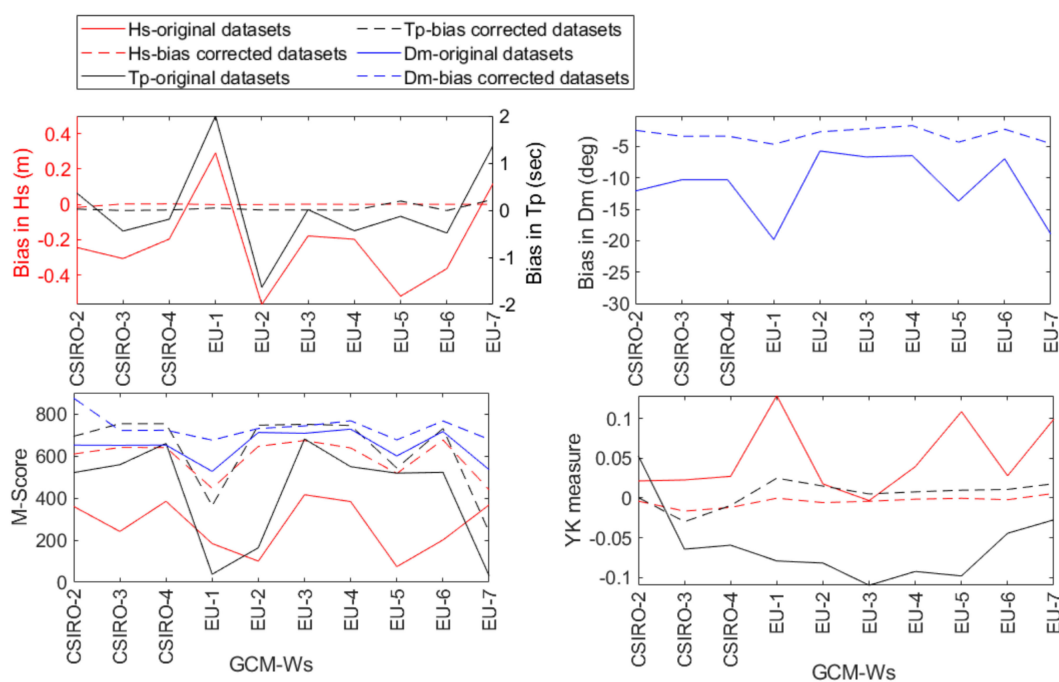 Hs-original datasets
Hs-bias corrected datasets
Tp-original datasets
Tp-bias corrected datasets
Dm-original datasets
Dm-bias corrected datasets
Bias in Hs (m)
0.4
0.2
0
-0.2
-0.4
2
1
0
-1
-2
Bias in Tp (sec)
CSIRO-2
CSIRO-3
CSIRO-4
EU-1
EU-2
EU-3
EU-4
EU-5
EU-6
EU-7
Bias in Dm (deg)
-5
-10
-15
-20
-25
-30
CSIRO-2
CSIRO-3
CSIRO-4
EU-1
EU-2
EU-3
EU-4
EU-5
EU-6
EU-7
M-Score
800
600
400
200
0
CSIRO-2
CSIRO-3
CSIRO-4
EU-1
EU-2
EU-3
EU-4
EU-5
EU-6
EU-7
GCM-Ws
YK measure
0.1
0.05
0
-0.05
-0.1
CSIRO-2
CSIRO-3
CSIRO-4
EU-1
EU-2
EU-3
EU-4
EU-5
EU-6
EU-7
GCM-Ws